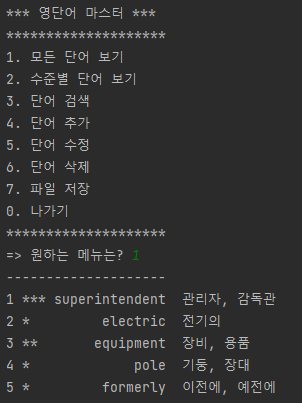 *** 영단어 마스터 ***
********************
1. 모든 단어 보기
2. 수준별 단어 보기
3. 단어 검색
4. 단어 추가
5. 단어 수정
6. 단어 삭제
7. 파일 저장
0. 나가기
********************
=> 원하는 메뉴는? 1
--------------------
1 *** superintendent  관리자, 감독관
2 *         electric  전기의
3 **       equipment  장비, 용품
4 *             pole  기둥, 장대
5 *         formerly  이전에, 예전에